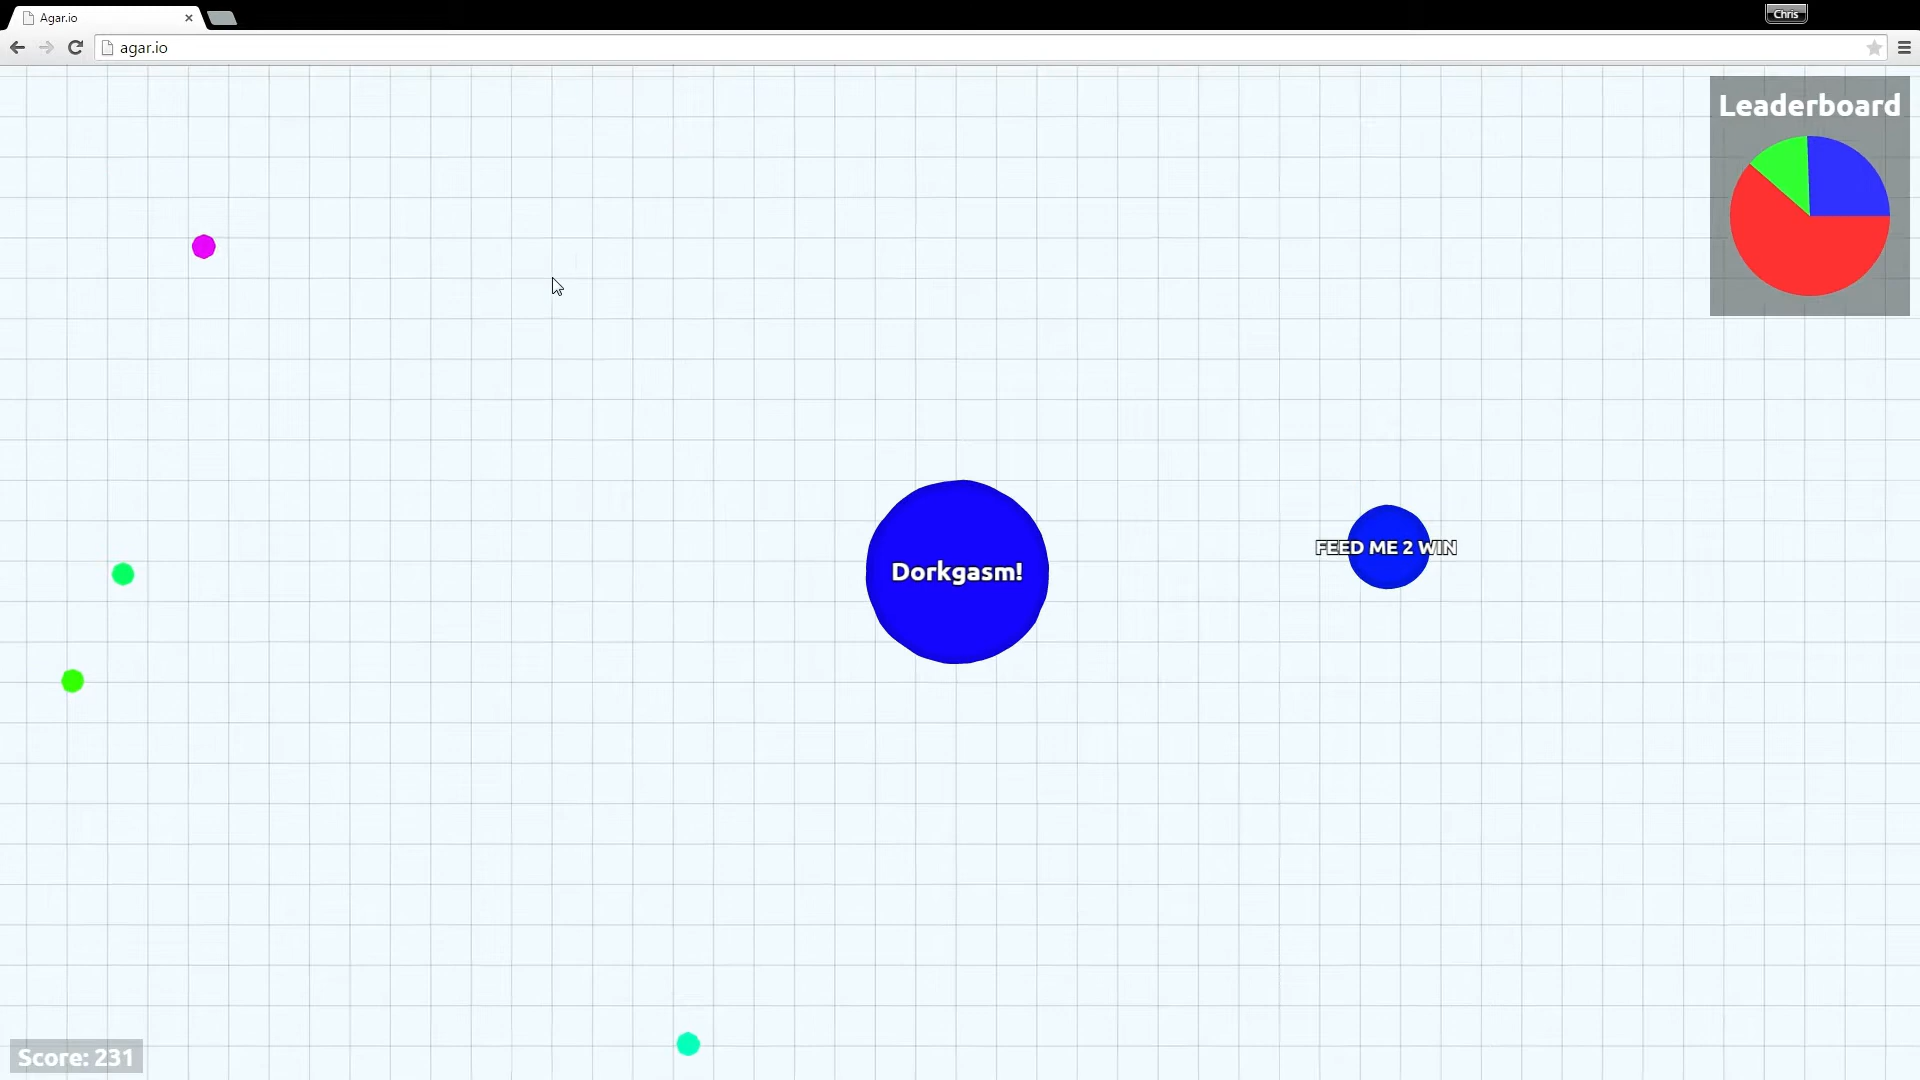 Agar.io
Chris
agar.io
Leaderboard
FEED ME 2 WIN
Dorkgasm!
Score: 231